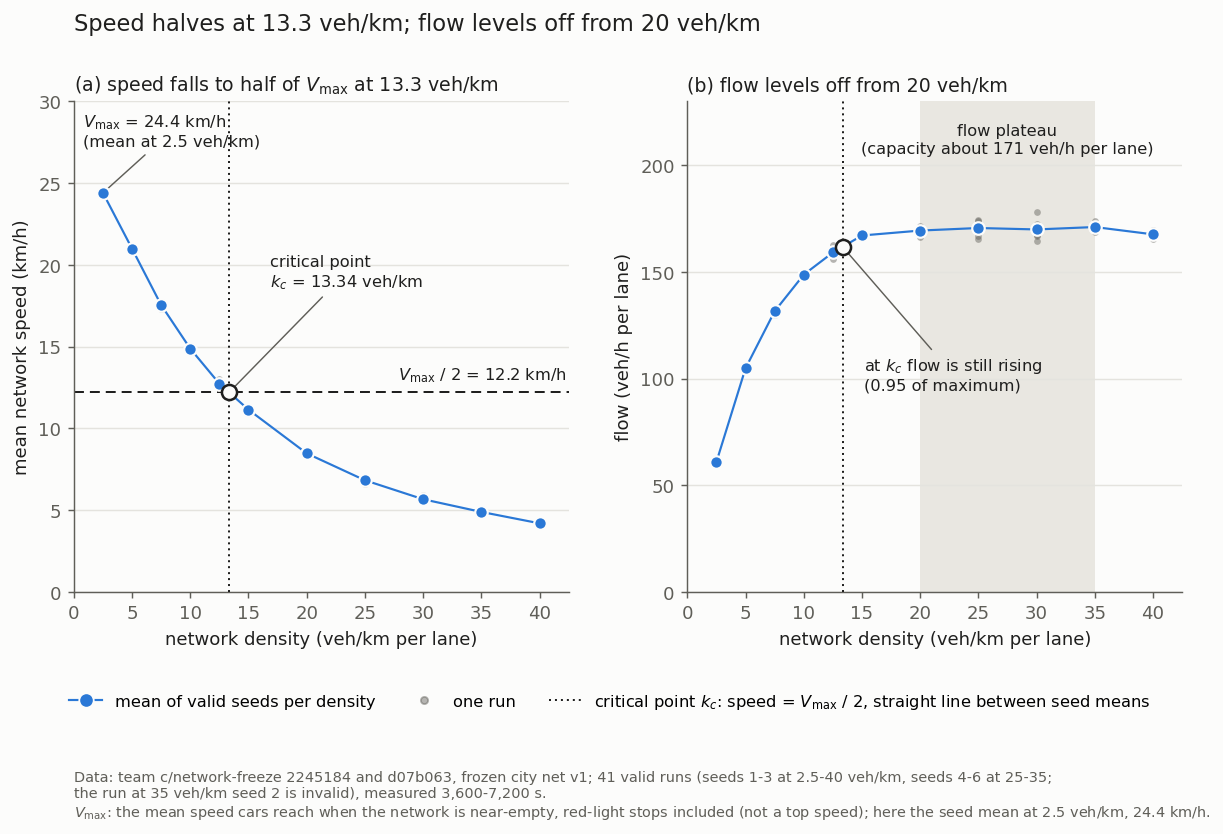 Speed halves at 13.3 veh/km; flow levels off from 20 veh/km
(a) speed falls to half of Vmax at 13.3 veh/km
30
25
20
15
10
5
0
mean network speed (km/h)
Vmax = 24.4 km/h
(mean at 2.5 veh/km)
critical point
kc = 13.34 veh/km
Vmax / 2 = 12.2 km/h
0 5 10 15 20 25 30 35 40
network density (veh/km per lane)
(b) flow levels off from 20 veh/km
200
150
100
50
0
flow (veh/h per lane)
flow plateau
(capacity about 171 veh/h per lane)
at kc flow is still rising
(0.95 of maximum)
0 5 10 15 20 25 30 35 40
network density (veh/km per lane)
mean of valid seeds per density
one run
critical point kc: speed = Vmax / 2, straight line between seed means
Data: team c/network-freeze 2245184 and d07b063, frozen city net v1; 41 valid runs (seeds 1-3 at 2.5-40 veh/km, seeds 4-6 at 25-35;
the run at 35 veh/km seed 2 is invalid), measured 3,600-7,200 s.
Vmax: the mean speed cars reach when the network is near-empty, red-light stops included (not a top speed); here the seed mean at 2.5 veh/km, 24.4 km/h.